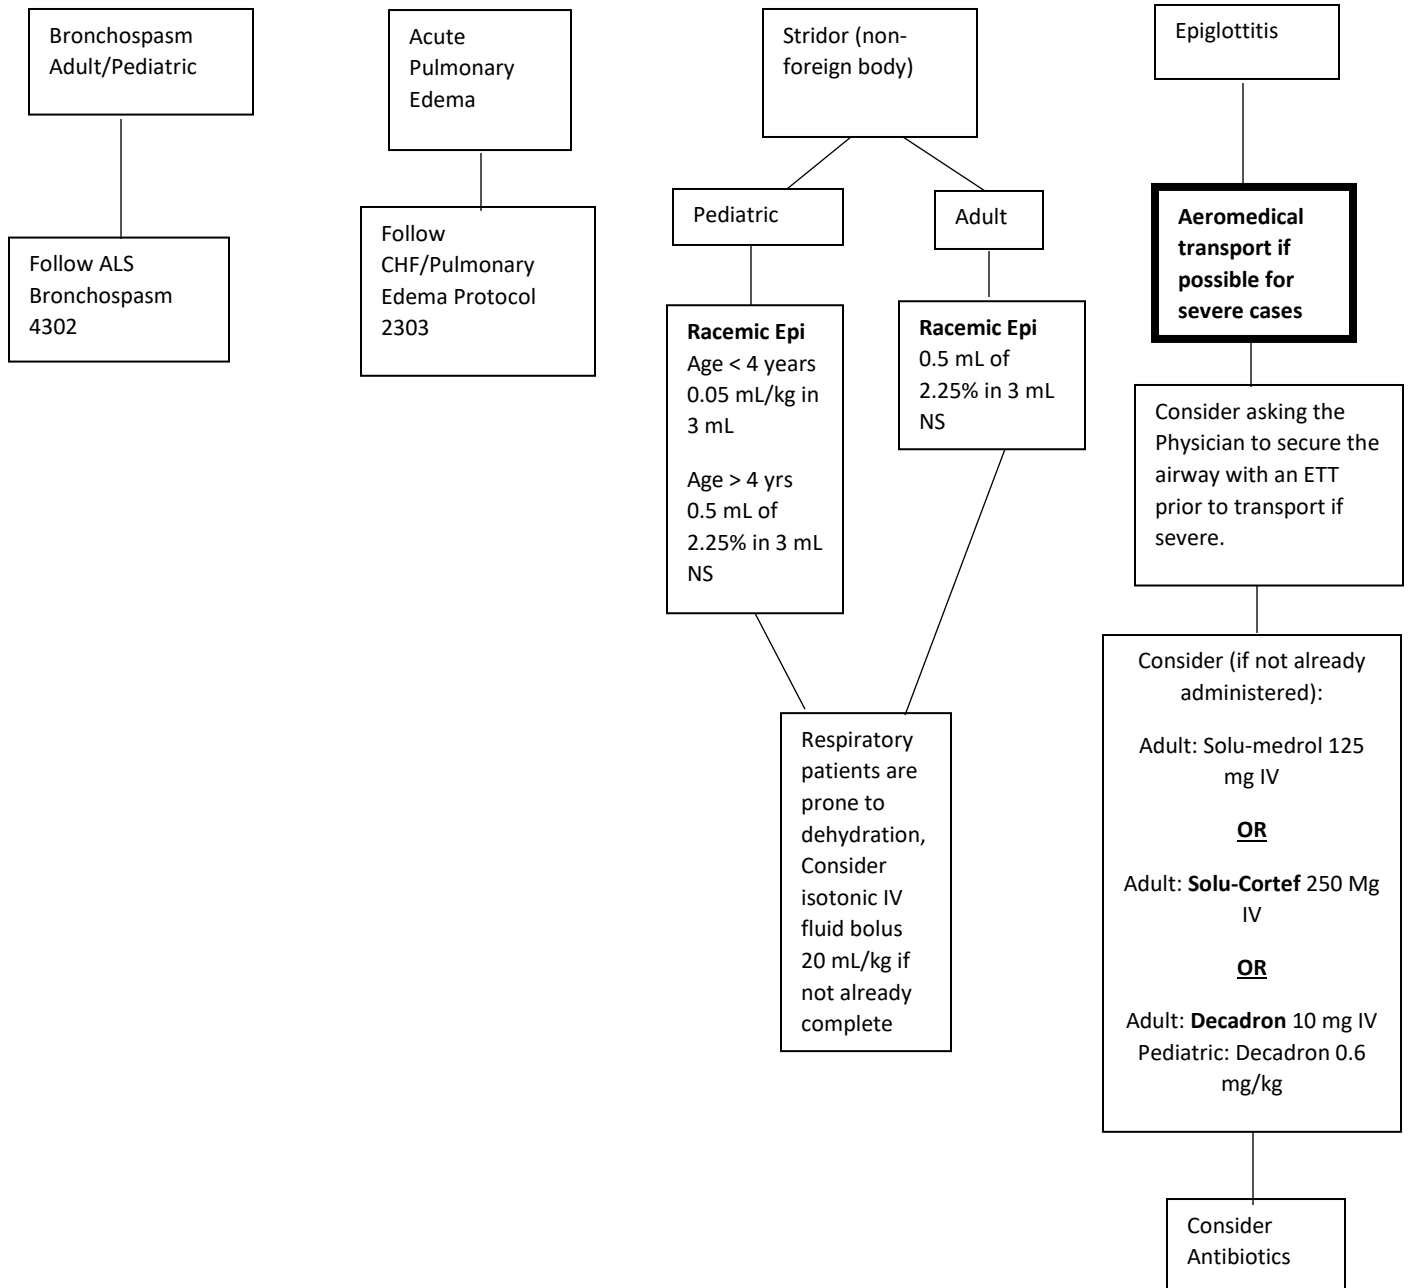 Bronchospasm
Adult/Pediatric
Follow ALS
Bronchospasm
4302
Acute
Pulmonary
Edema
Follow
CHF/Pulmonary
Edema Protocol
2303
Stridor (non-
foreign body)
Pediatric
Racemic Epi
Age < 4 years
0.05 mL/kg in
3 mL
Age > 4 yrs
0.5 mL of
2.25% in 3 mL
NS
Adult
Racemic Epi
0.5 mL of
2.25% in 3 mL
NS
Respiratory
patients are
prone to
dehydration,
Consider
isotonic IV
fluid bolus
20 mL/kg if
not already
complete
Epiglottitis
Aeromedical
transport if
possible for
severe cases
Consider asking the
Physician to secure the
airway with an ETT
prior to transport if
severe.
Consider (if not already
administered):
Adult: Solu-medrol 125
mg IV
OR
Adult: Solu-Cortef 250 Mg
IV
OR
Adult: Decadron 10 mg IV
Pediatric: Decadron 0.6
mg/kg
Consider
Antibiotics